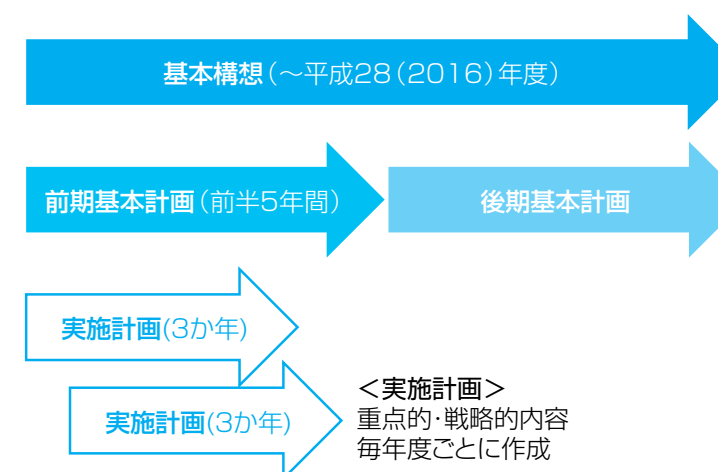 基本構想(～平成28(2016)年度)
前期基本計画(前半5年間)
後期基本計画
実施計画(3か年)
実施計画(3か年)
＜実施計画＞
重点的・戦略的内容
毎年度ごとに作成